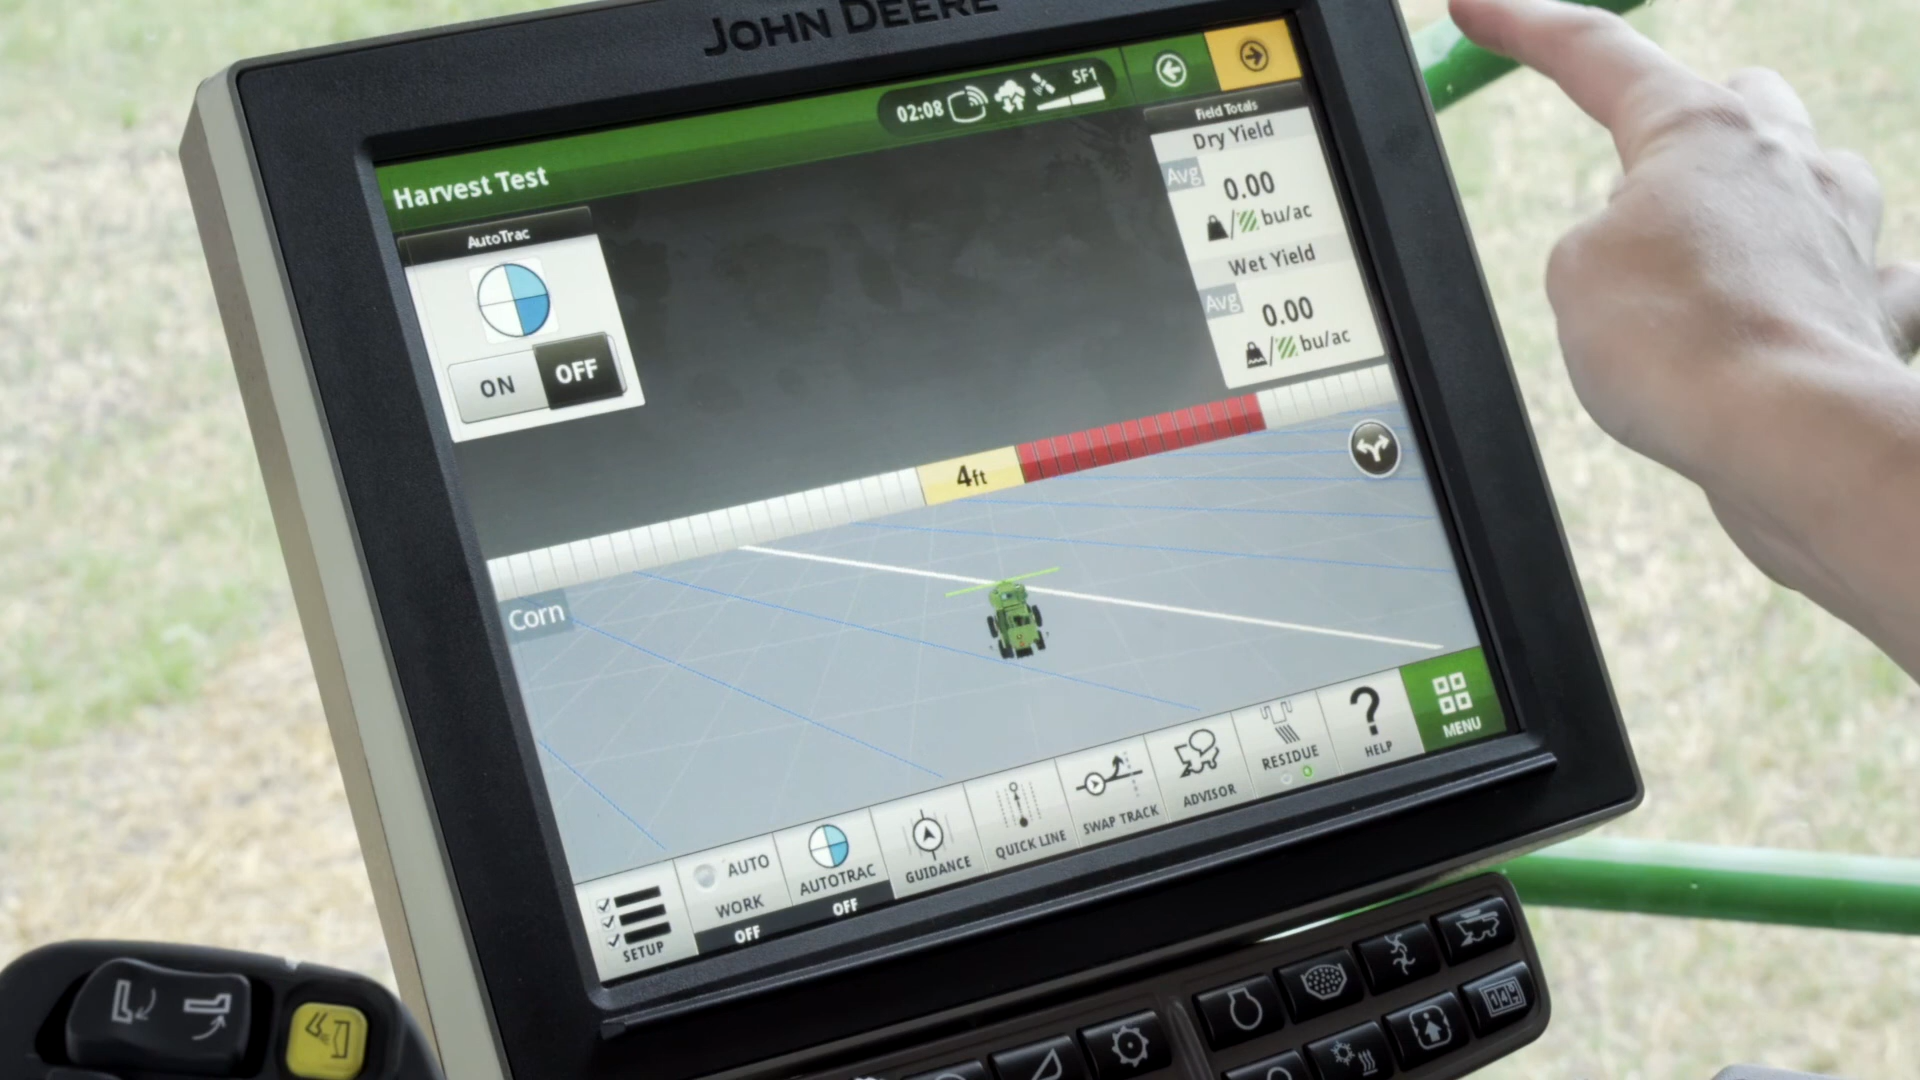 JOHN DEERE
02:08
SF1
Harvest Test
AutoTrac
ON
OFF
Field Totals
Dry Yield
Avg
0.00
/ bu/ac
Wet Yield
Avg
0.00
/ bu/ac
4ft
Corn
SETUP
AUTO
WORK
OFF
AUTOTRAC
OFF
GUIDANCE
QUICK LINE
SWAP TRACK
ADVISOR
RESIDUE
?
HELP
MENU